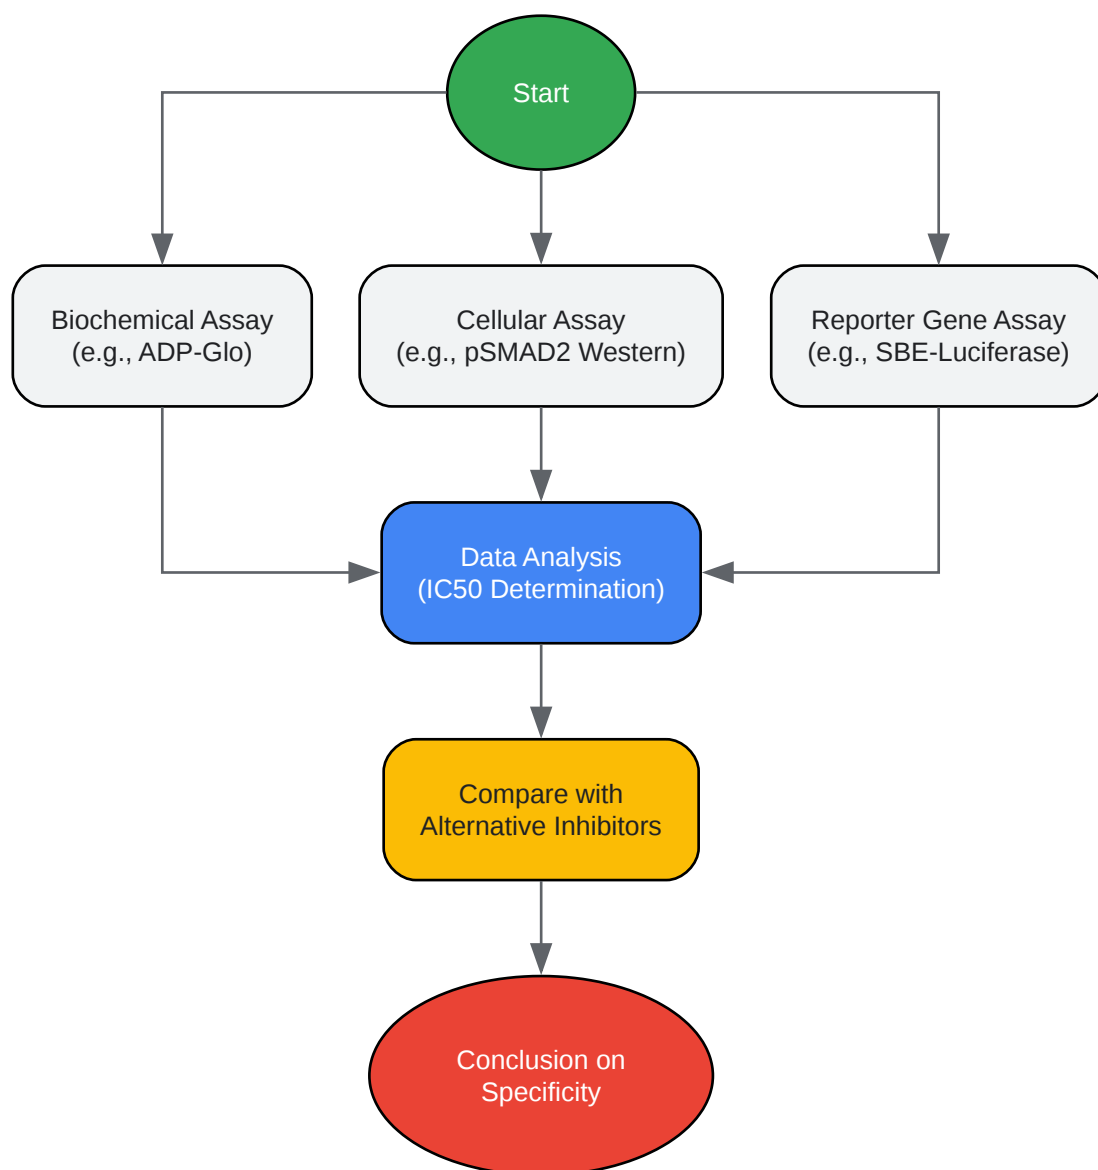 Start
Biochemical Assay
(e.g., ADP-Glo)
Cellular Assay
(e.g., pSMAD2 Western)
Reporter Gene Assay
(e.g., SBE-Luciferase)
Data Analysis
(IC50 Determination)
Compare with
Alternative Inhibitors
Conclusion on
Specificity